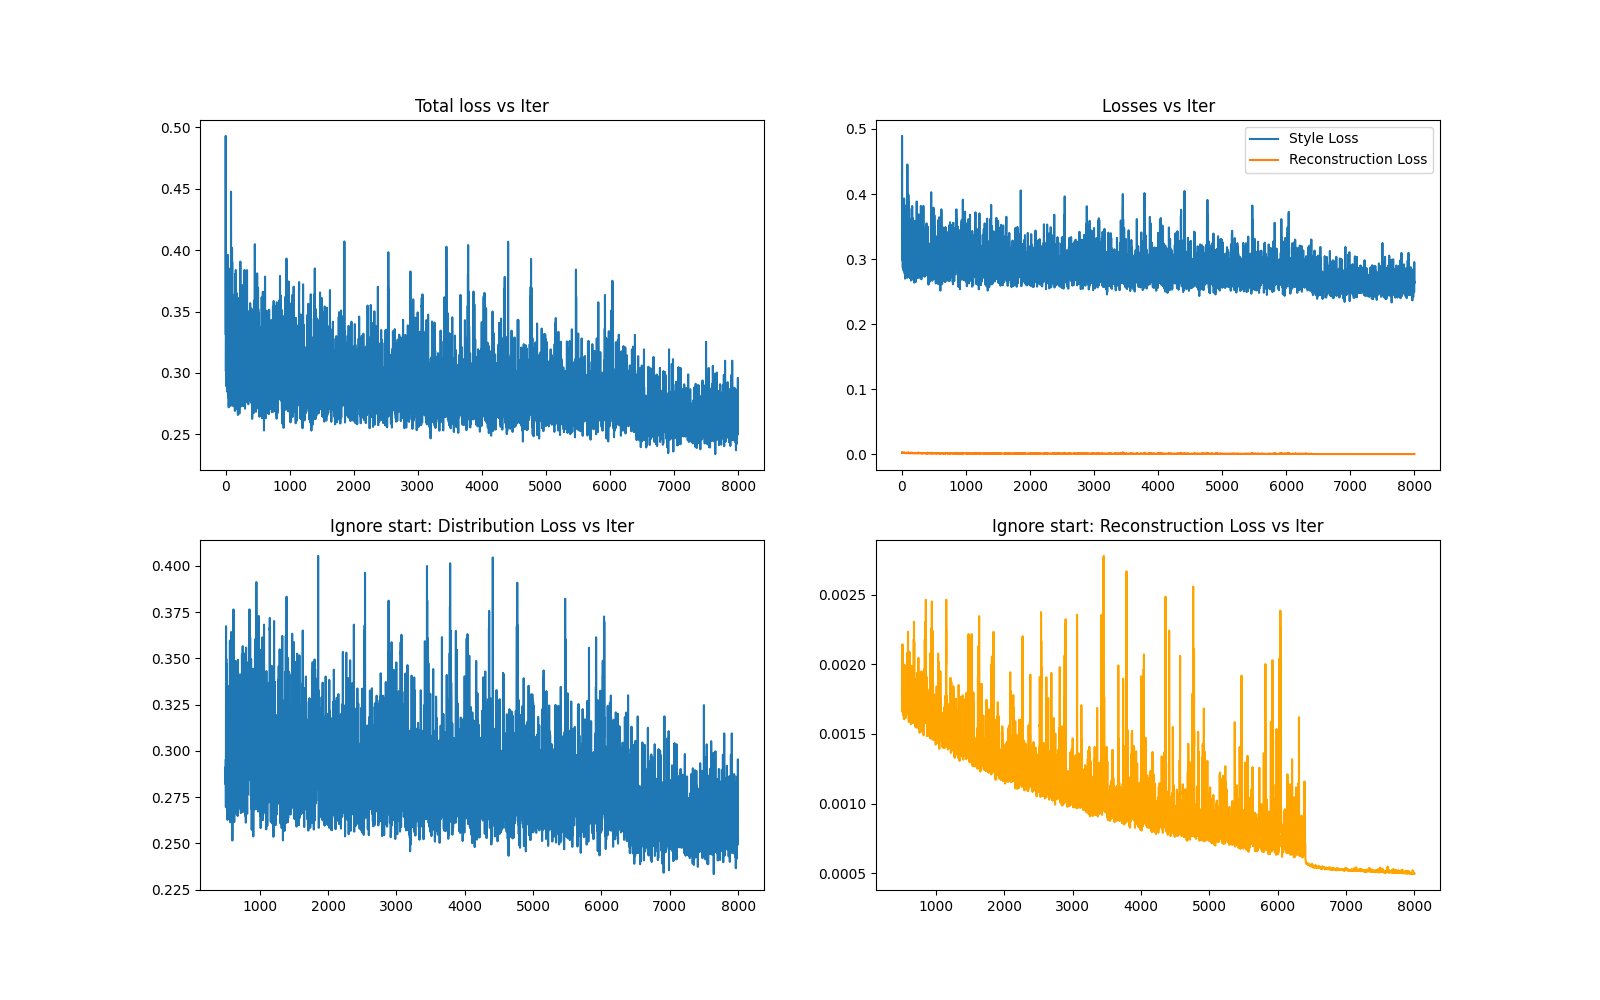 Total loss vs Iter
0.50
0.45
0.40
0.35
0.30
0.25
0 1000 2000 3000 4000 5000 6000 7000 8000
Losses vs Iter
Style Loss
Reconstruction Loss
0.5
0.4
0.3
0.2
0.1
0.0
0 1000 2000 3000 4000 5000 6000 7000 8000
Ignore start: Distribution Loss vs Iter
0.400
0.375
0.350
0.325
0.300
0.275
0.250
0.225
1000 2000 3000 4000 5000 6000 7000 8000
Ignore start: Reconstruction Loss vs Iter
0.0025
0.0020
0.0015
0.0010
0.0005
1000 2000 3000 4000 5000 6000 7000 8000